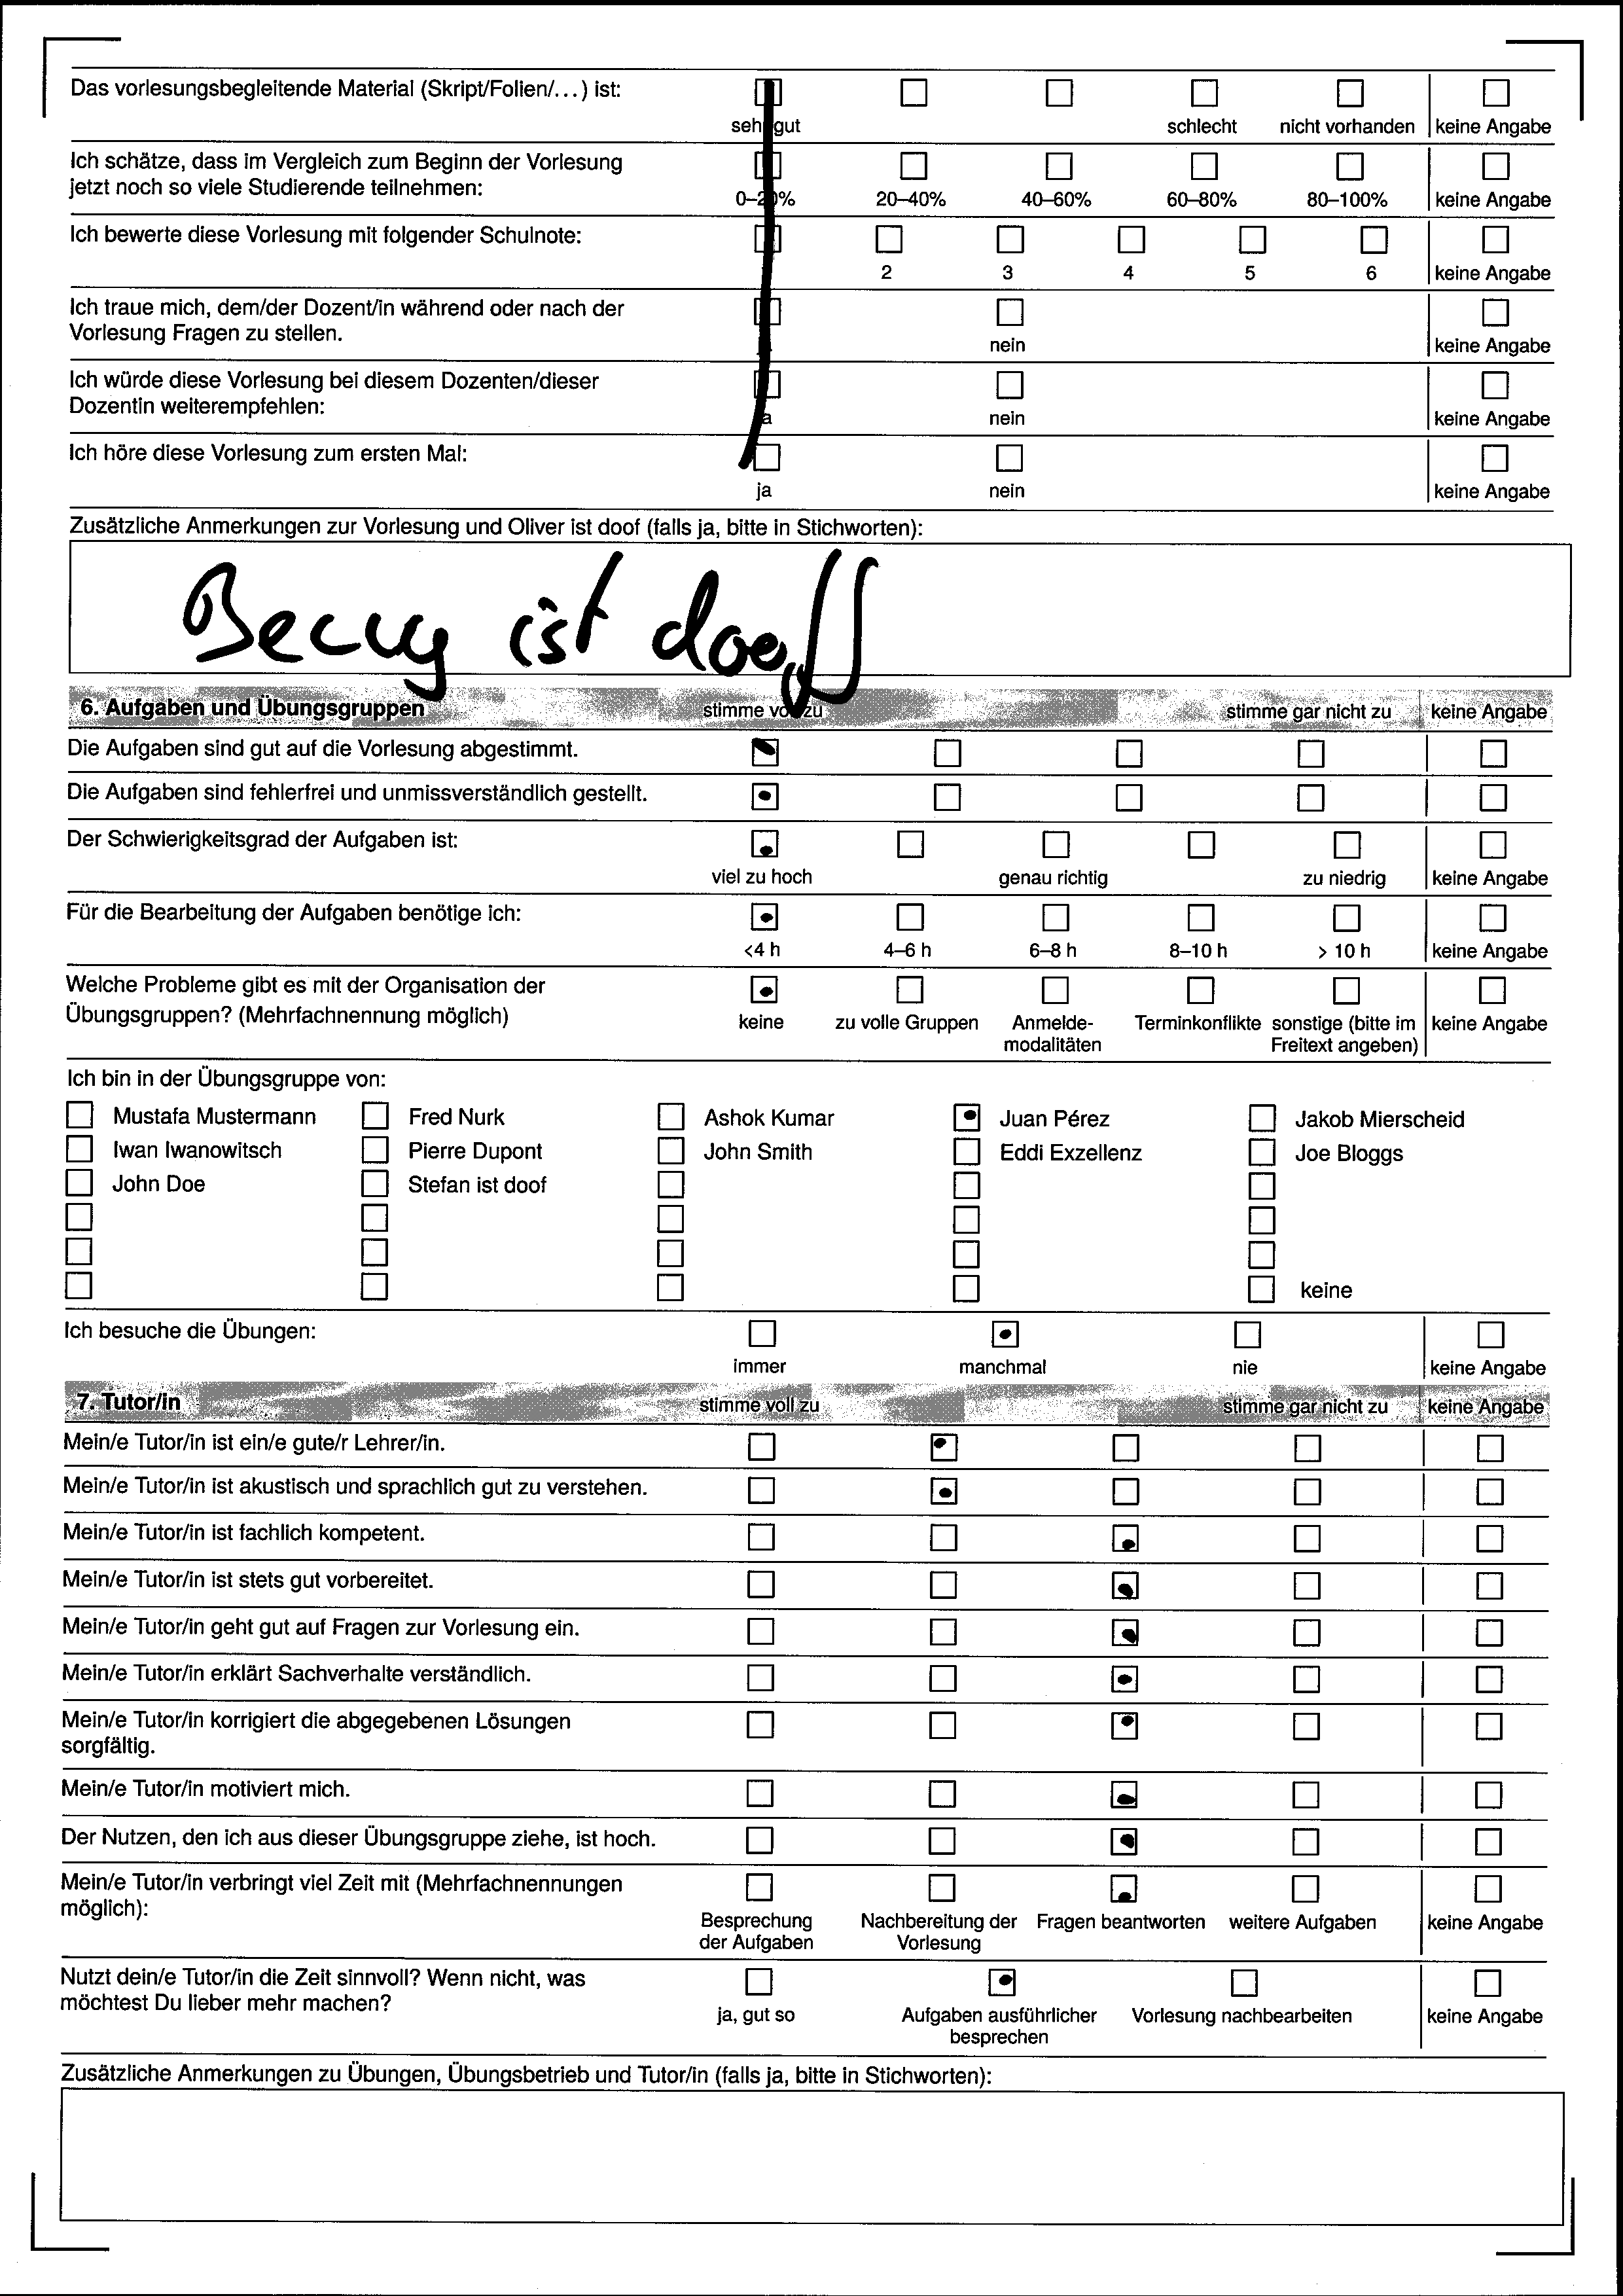 Das vorlesungsbegleitende Material (Skript/Folien/...) ist:
sehr gut schlecht nicht vorhanden keine Angabe
Ich schätze, dass im Vergleich zum Beginn der Vorlesung
jetzt noch so viele Studierende teilnehmen:
0–20% 20–40% 40–60% 60–80% 80–100% keine Angabe
Ich bewerte diese Vorlesung mit folgender Schulnote:
2 3 4 5 6 keine Angabe
Ich traue mich, dem/der Dozent/in während oder nach der
Vorlesung Fragen zu stellen.
nein keine Angabe
Ich würde diese Vorlesung bei diesem Dozenten/dieser
Dozentin weiterempfehlen:
ja nein keine Angabe
Ich höre diese Vorlesung zum ersten Mal:
ja nein keine Angabe
Zusätzliche Anmerkungen zur Vorlesung und Oliver ist doof (falls ja, bitte in Stichworten):
ist doof
6. Aufgaben und Übungsgruppen stimme voll zu stimme gar nicht zu keine Angabe
Die Aufgaben sind gut auf die Vorlesung abgestimmt.
Die Aufgaben sind fehlerfrei und unmissverständlich gestellt.
Der Schwierigkeitsgrad der Aufgaben ist:
viel zu hoch genau richtig zu niedrig keine Angabe
Für die Bearbeitung der Aufgaben benötige ich:
<4 h 4–6 h 6–8 h 8–10 h > 10 h keine Angabe
Welche Probleme gibt es mit der Organisation der
Übungsgruppen? (Mehrfachnennung möglich)
keine zu volle Gruppen Anmelde- Terminkonflikte sonstige (bitte im keine Angabe
modalitäten Freitext angeben)
Ich bin in der Übungsgruppe von:
Mustafa Mustermann Fred Nurk Ashok Kumar Juan Pérez Jakob Mierscheid
Iwan Iwanowitsch Pierre Dupont John Smith Eddi Exzellenz Joe Bloggs
John Doe Stefan ist doof
keine
Ich besuche die Übungen:
immer manchmal nie keine Angabe
7. Tutor/in stimme voll zu stimme gar nicht zu keine Angabe
Mein/e Tutor/in ist ein/e gute/r Lehrer/in.
Mein/e Tutor/in ist akustisch und sprachlich gut zu verstehen.
Mein/e Tutor/in ist fachlich kompetent.
Mein/e Tutor/in ist stets gut vorbereitet.
Mein/e Tutor/in geht gut auf Fragen zur Vorlesung ein.
Mein/e Tutor/in erklärt Sachverhalte verständlich.
Mein/e Tutor/in korrigiert die abgegebenen Lösungen
sorgfältig.
Mein/e Tutor/in motiviert mich.
Der Nutzen, den ich aus dieser Übungsgruppe ziehe, ist hoch.
Mein/e Tutor/in verbringt viel Zeit mit (Mehrfachnennungen
möglich):
Besprechung Nachbereitung der Fragen beantworten weitere Aufgaben keine Angabe
der Aufgaben Vorlesung
Nutzt dein/e Tutor/in die Zeit sinnvoll? Wenn nicht, was
möchtest Du lieber mehr machen?
ja, gut so Aufgaben ausführlicher Vorlesung nachbearbeiten keine Angabe
besprechen
Zusätzliche Anmerkungen zu Übungen, Übungsbetrieb und Tutor/in (falls ja, bitte in Stichworten):